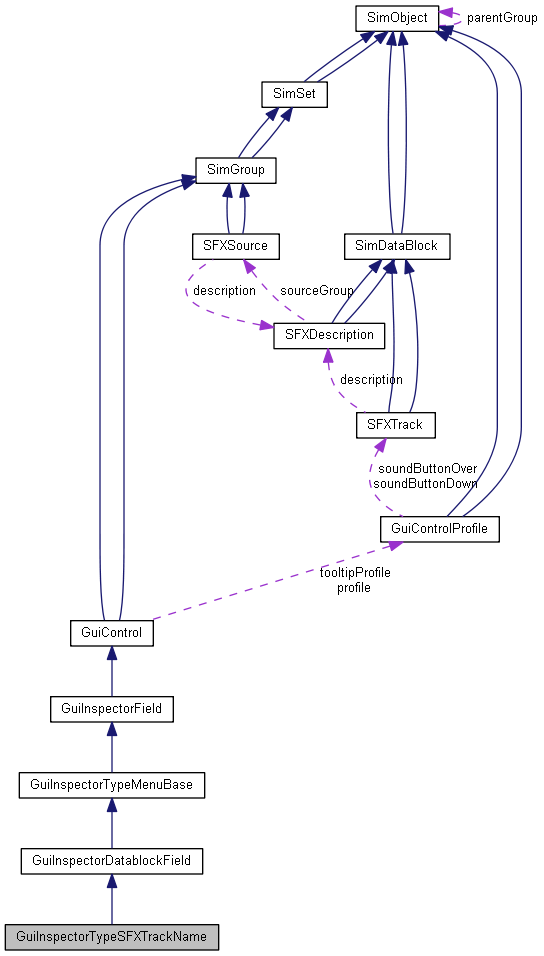 SimObject
parentGroup
SimSet
SimGroup
SFXSource
SimDataBlock
description
sourceGroup
SFXDescription
description
SFXTrack
soundButtonOver
soundButtonDown
GuiControlProfile
tooltipProfile
profile
GuiControl
GuiInspectorField
GuiInspectorTypeMenuBase
GuiInspectorDatablockField
GuiInspectorTypeSFXTrackName